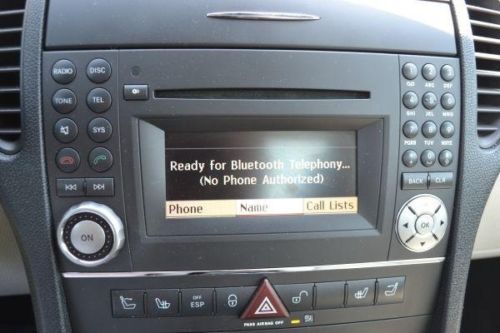 RADIO
DISC
TONE
TEL
SYS
ON
Ready for Bluetooth Telephony...
(No Phone Authorized)
Phone Name Call Lists
BACK
CLR
OK
OFF
ESP
PASS AIRBAG OFF